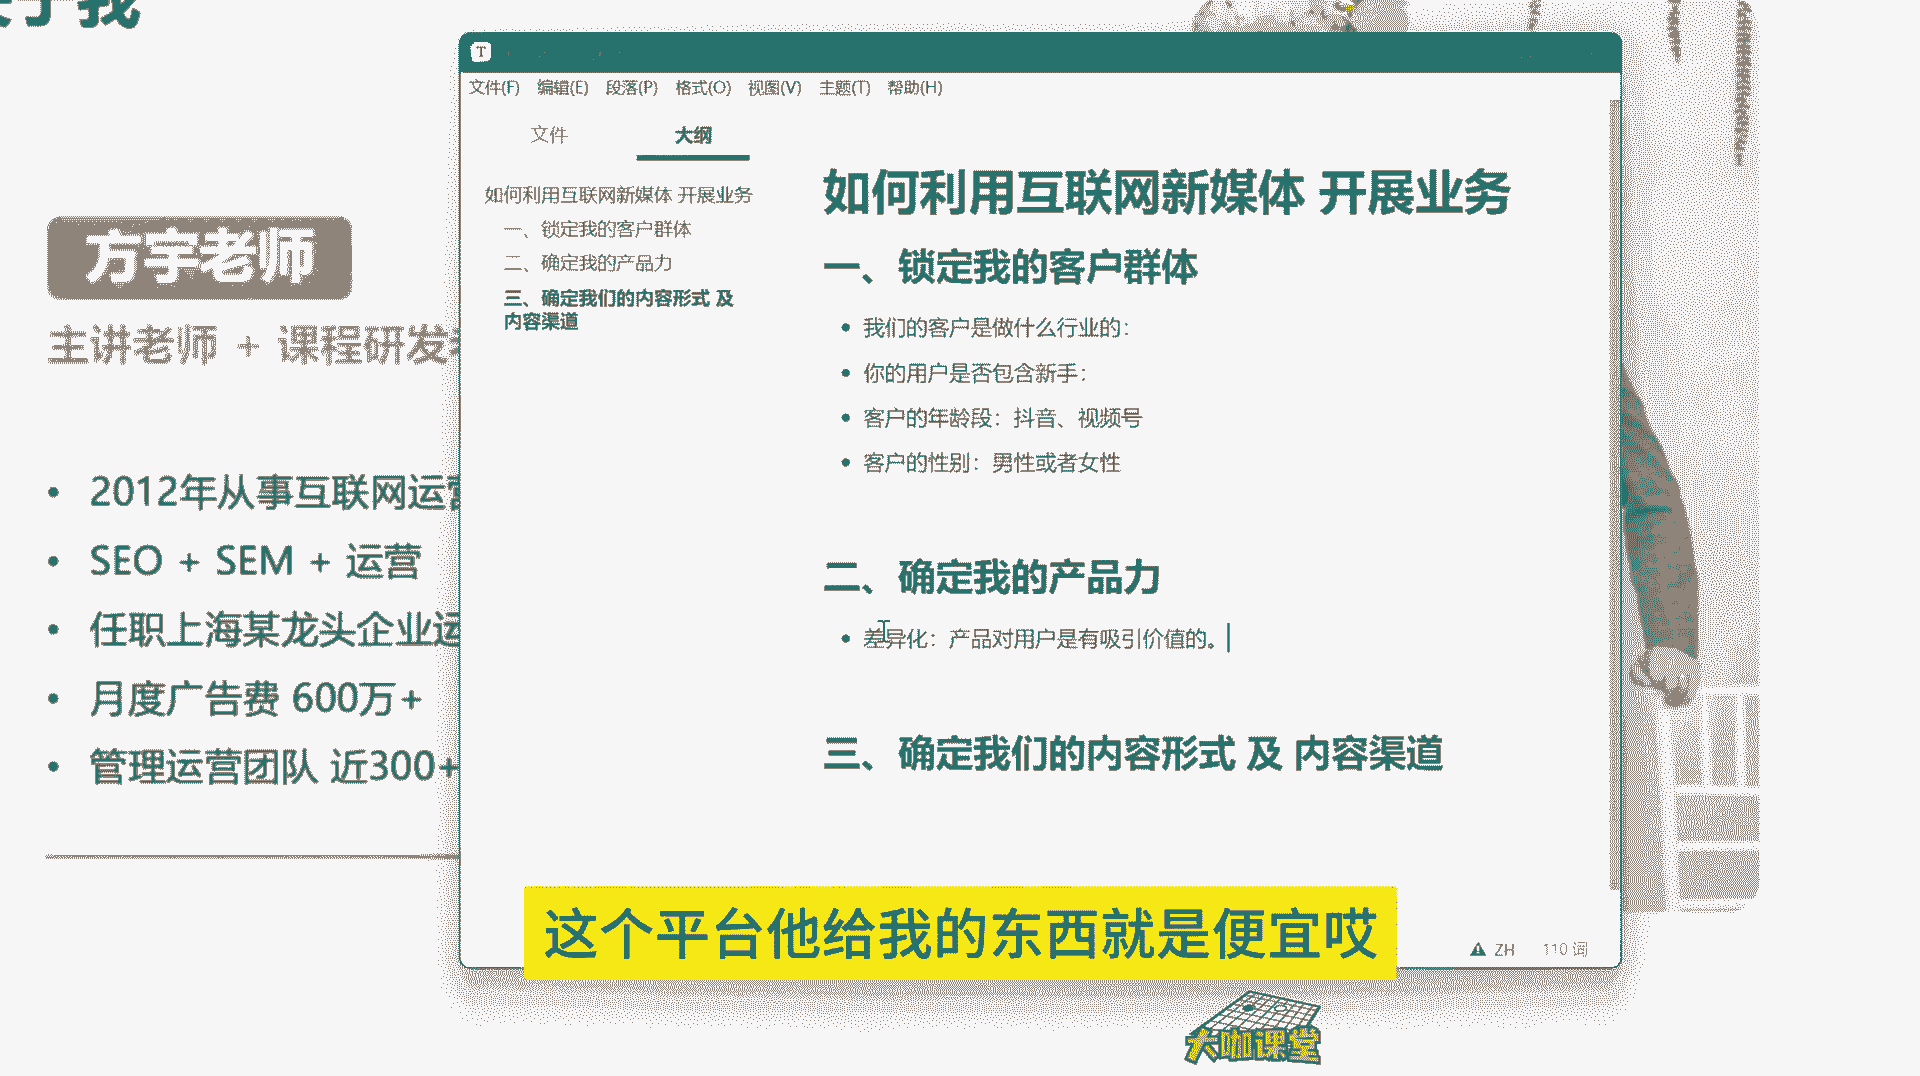 于我
方宇老师
主讲老师 + 课程研发
2012年从事互联网运营
SEO + SEM + 运营
任职上海某龙头企业运
月度广告费 600万+
管理运营团队 近300+
T
文件(F) 编辑(E) 段落(P) 格式(O) 视图(V) 主题(T) 帮助(H)
文件 大纲
如何利用互联网新媒体 开展业务
一、锁定我的客户群体
二、确定我的产品力
三、确定我们的内容形式 及
内容渠道
如何利用互联网新媒体 开展业务
一、锁定我的客户群体
我们的客户是做什么行业的：
你的用户是否包含新手：
客户的年龄段：抖音、视频号
客户的性别：男性或者女性
二、确定我的产品力
差异化：产品对用户是有吸引价值的。
三、确定我们的内容形式 及 内容渠道
ZH 110 词
这个平台他给我的东西就是便宜哎
大咖课堂